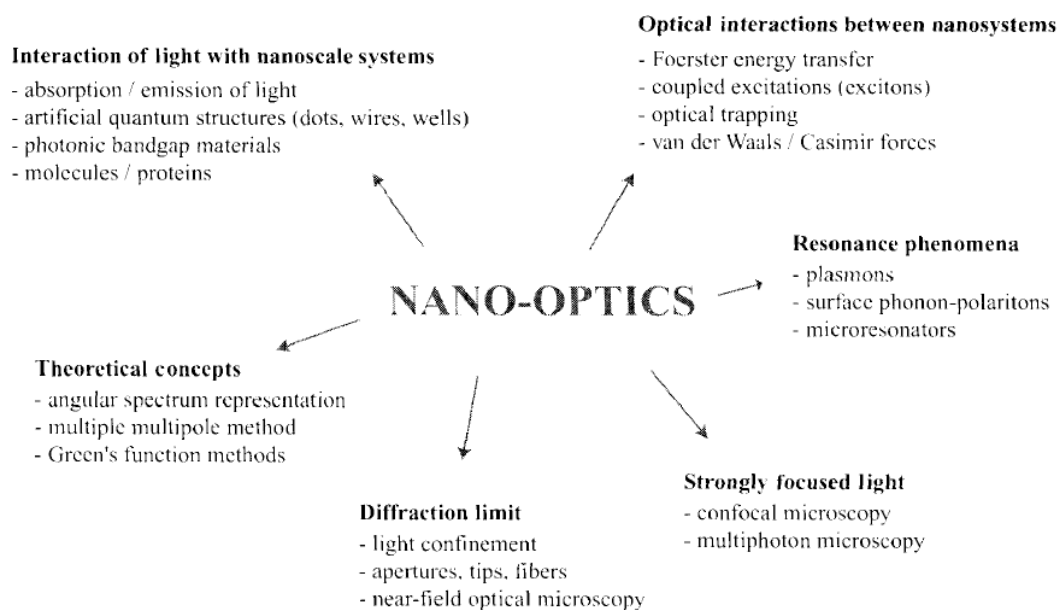 Interaction of light with nanoscale systems
- absorption / emission of light
- artificial quantum structures (dots, wires, wells)
- photonic bandgap materials
- molecules / proteins
Optical interactions between nanosystems
- Foerster energy transfer
- coupled excitations (excitons)
- optical trapping
- van der Waals / Casimir forces
Resonance phenomena
- plasmons
- surface phonon-polaritons
- microresonators
NANO-OPTICS
Theoretical concepts
- angular spectrum representation
- multiple multipole method
- Green's function methods
Diffraction limit
- light confinement
- apertures, tips, fibers
- near-field optical microscopy
Strongly focused light
- confocal microscopy
- multiphoton microscopy